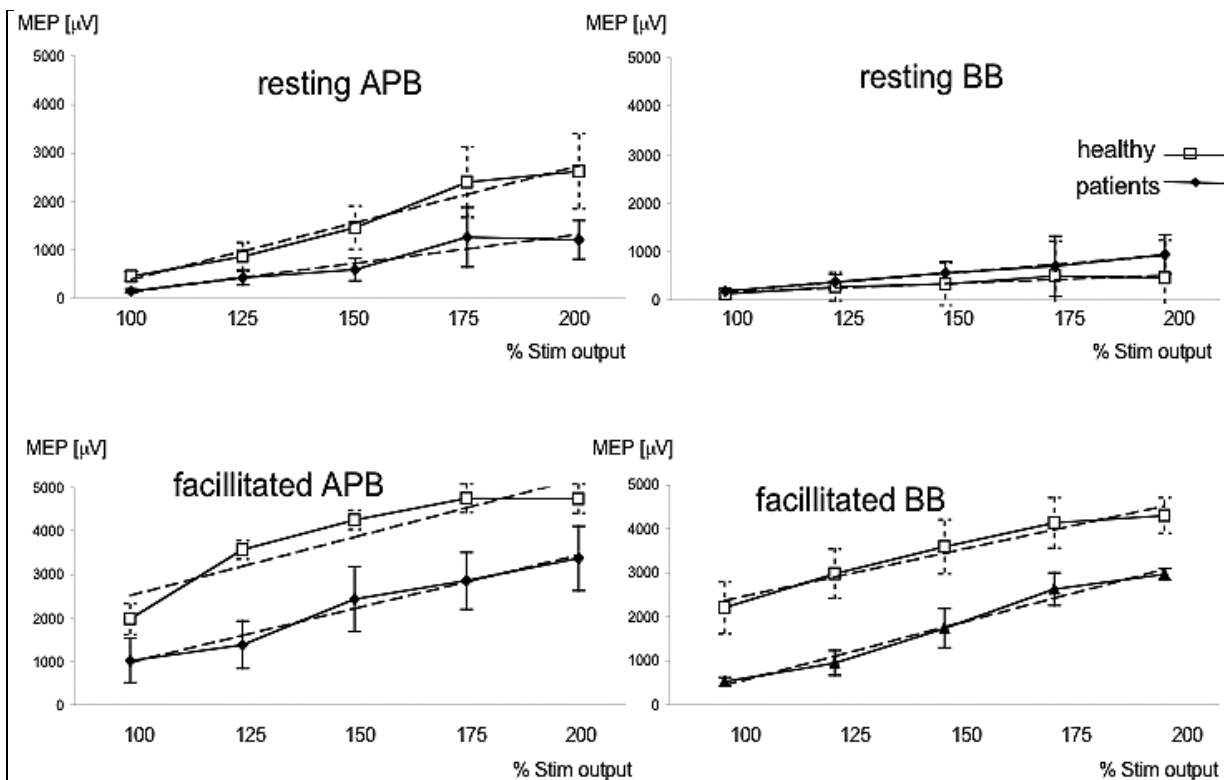 MEP [μV]
resting APB
5000
4000
3000
2000
1000
0
100 125 150 175 200
% Stim output
MEP [μV]
resting BB
5000
4000
3000
2000
1000
0
healthy
patients
100 125 150 175 200
% Stim output
MEP [μV]
facillitated APB
5000
4000
3000
2000
1000
0
100 125 150 175 200
% Stim output
MEP [μV]
facillitated BB
5000
4000
3000
2000
1000
0
100 125 150 175 200
% Stim output